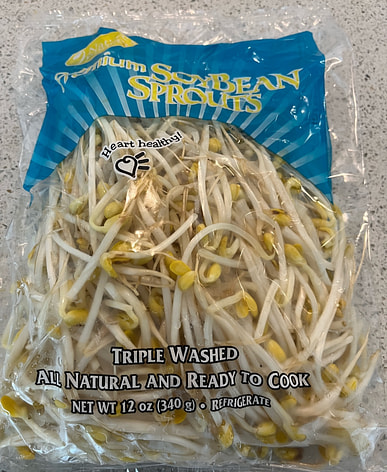 Premium SOYBEAN
SPROUTS
Heart healthy!
TRIPLE WASHED
ALL NATURAL AND READY TO COOK
NET WT 12 OZ (340 g) • REFRIGERATE